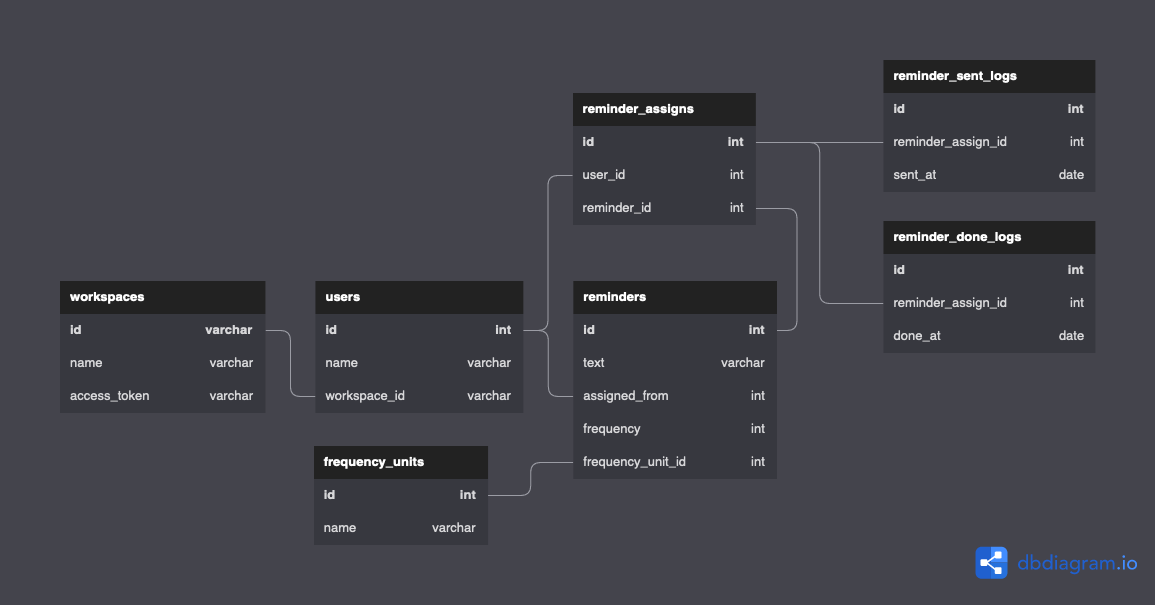 reminder_sent_logs
id int
reminder_assign_id int
sent_at date
reminder_assigns
id int
user_id int
reminder_id int
reminder_done_logs
id int
reminder_assign_id int
done_at date
workspaces
id varchar
name varchar
access_token varchar
users
id int
name varchar
workspace_id varchar
reminders
id int
text varchar
assigned_from int
frequency int
frequency_unit_id int
frequency_units
id int
name varchar
dbdiagram.io